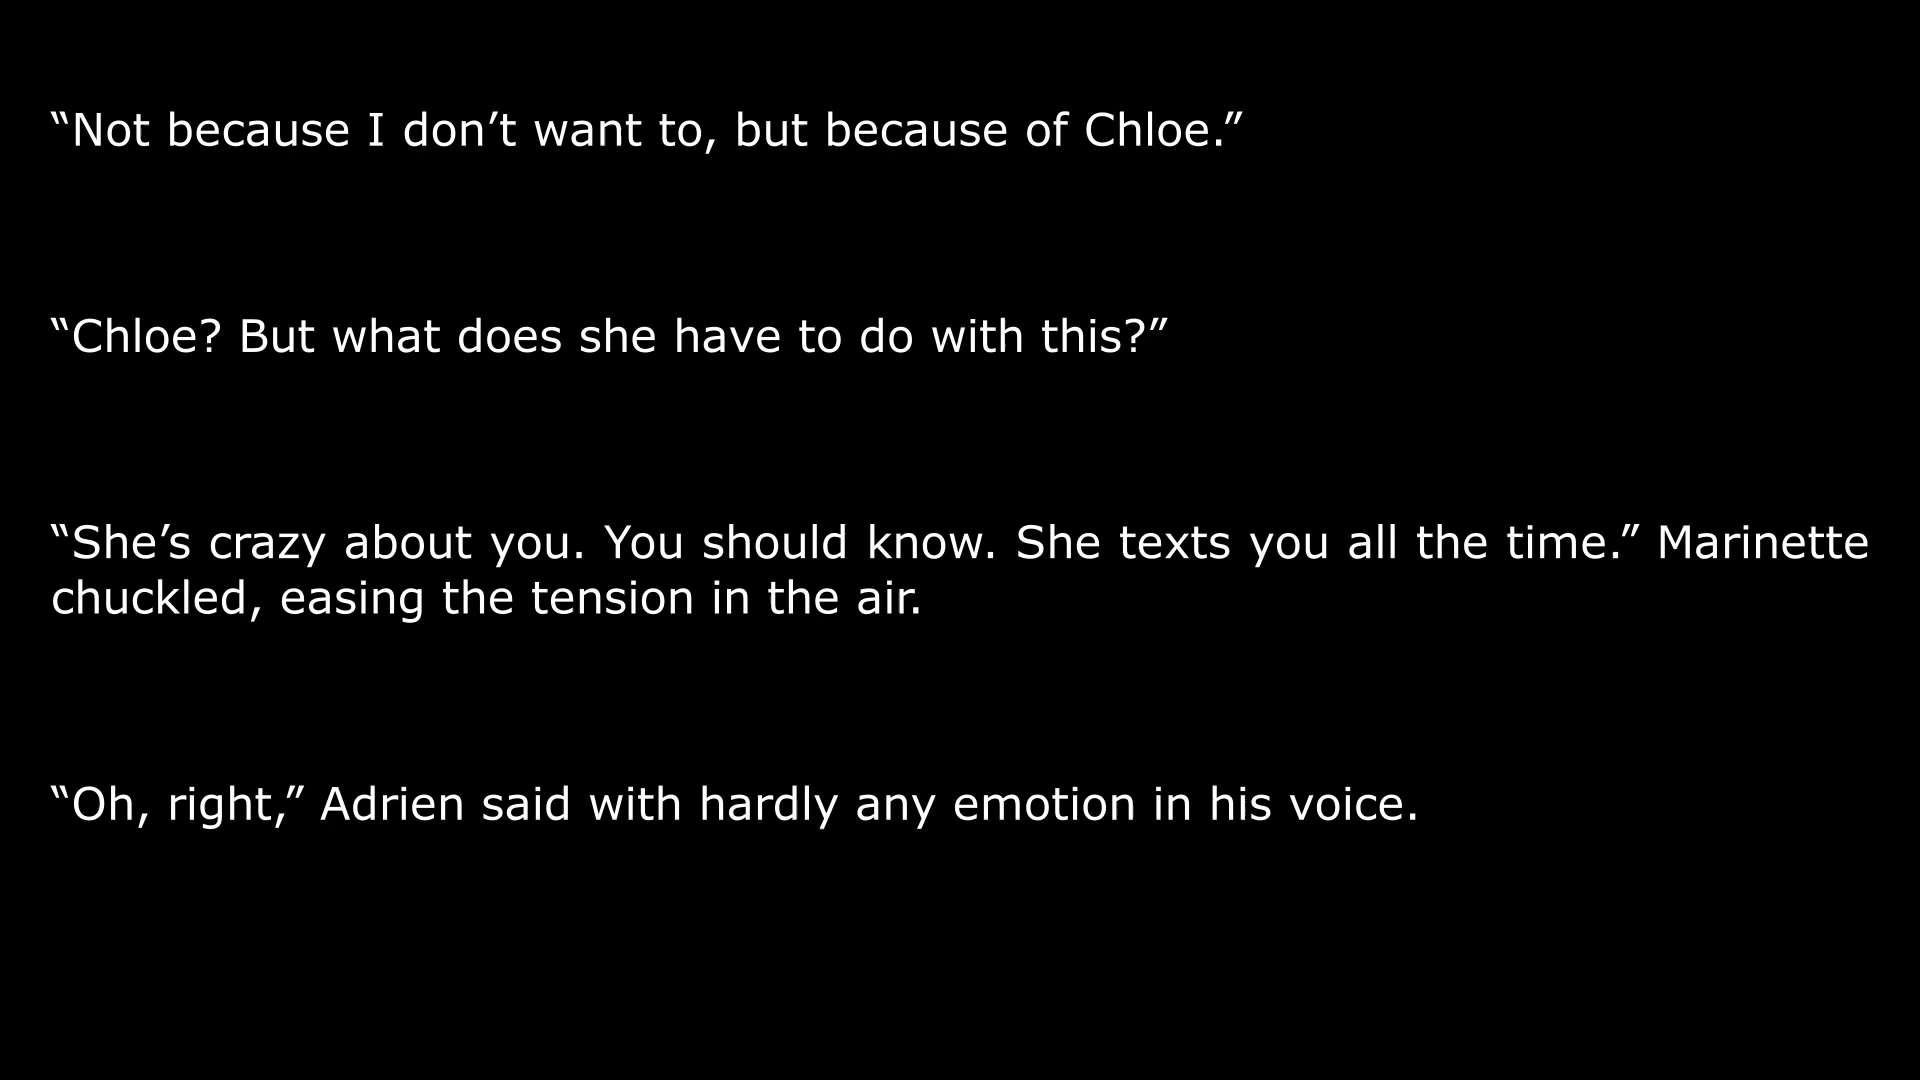 “Not because I don’t want to, but because of Chloe.”
“Chloe? But what does she have to do with this?”
“She’s crazy about you. You should know. She texts you all the time.” Marinette
chuckled, easing the tension in the air.
“Oh, right,” Adrien said with hardly any emotion in his voice.